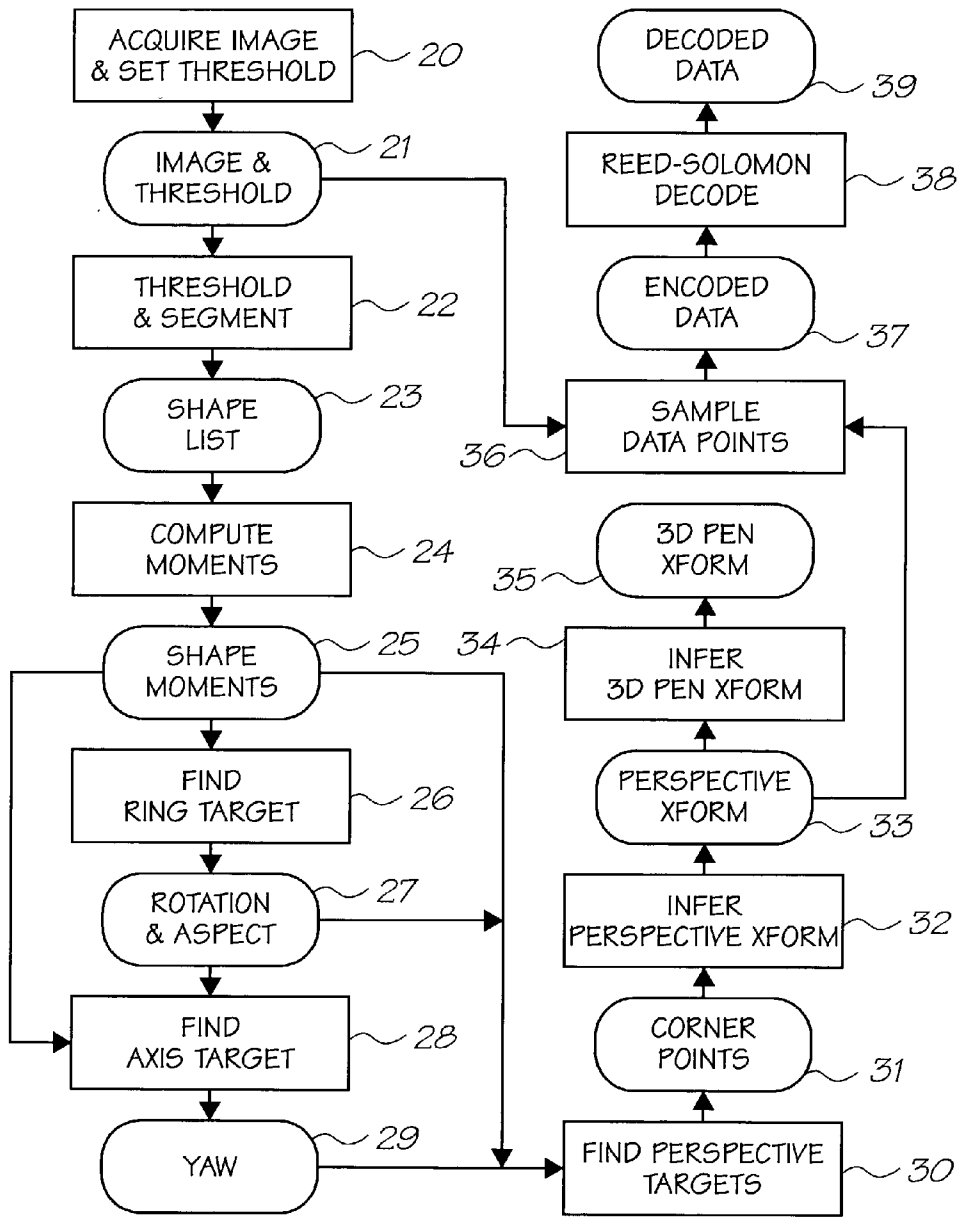 ACQUIRE IMAGE
& SET THRESHOLD
20
IMAGE &
THRESHOLD
21
THRESHOLD
& SEGMENT
22
SHAPE
LIST
23
COMPUTE
MOMENTS
24
SHAPE
MOMENTS
25
FIND
RING TARGET
26
ROTATION
& ASPECT
27
FIND
AXIS TARGET
28
YAW
29
DECODED
DATA
39
REED-SOLOMON
DECODE
38
ENCODED
DATA
37
SAMPLE
DATA POINTS
36
3D PEN
XFORM
35
34
INFER
3D PEN XFORM
PERSPECTIVE
XFORM
33
INFER
PERSPECTIVE XFORM
32
CORNER
POINTS
31
FIND PERSPECTIVE
TARGETS
30